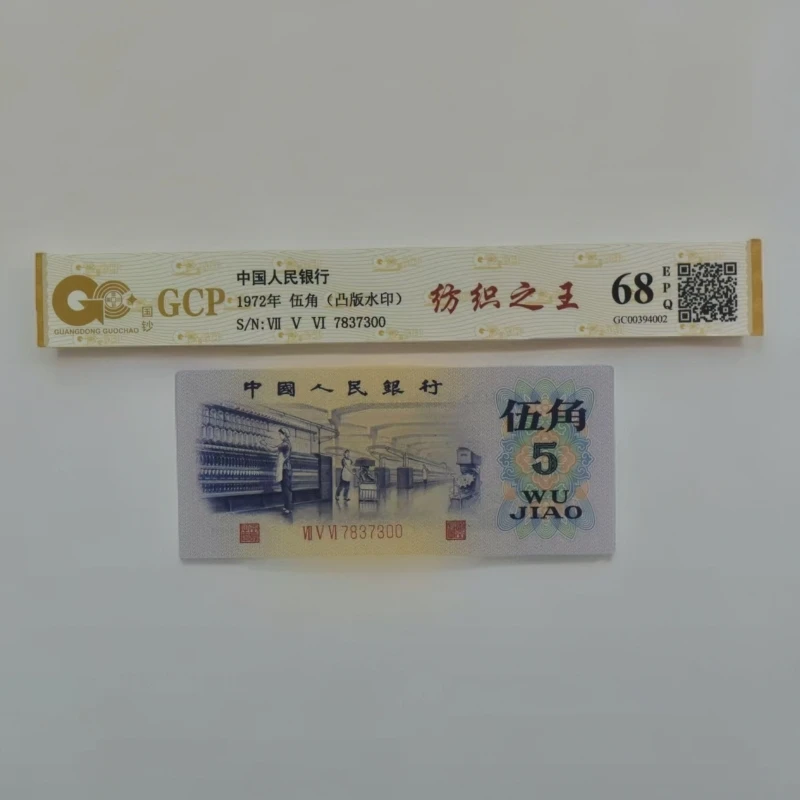 GUANGDONG GUOCHAO
国钞
GCP
中国人民银行
1972年 伍角（凸版水印）
S/N: Ⅶ Ⅴ Ⅵ 7837300
纺织之王
68
EPQ
GC00394002
中國人民銀行
伍角
5
WU
JIAO
Ⅶ Ⅴ Ⅵ 7837300